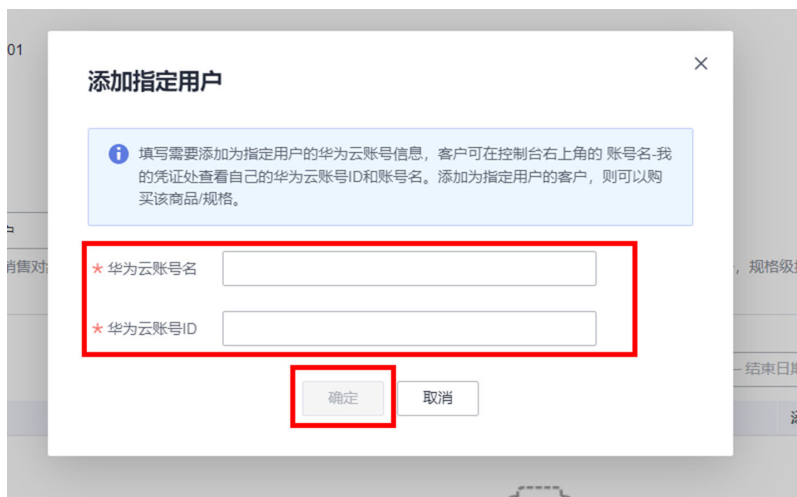 01
添加指定用户
填写需要添加为指定用户的华为云账号信息，客户可在控制台右上角的 账号名-我
的凭证处查看自己的华为云账号ID和账号名。添加为指定用户的客户，则可以购
买该商品/规格。
户
销售对
* 华为云账号名
，规格级
* 华为云账号ID
– 结束日期
确定
取消